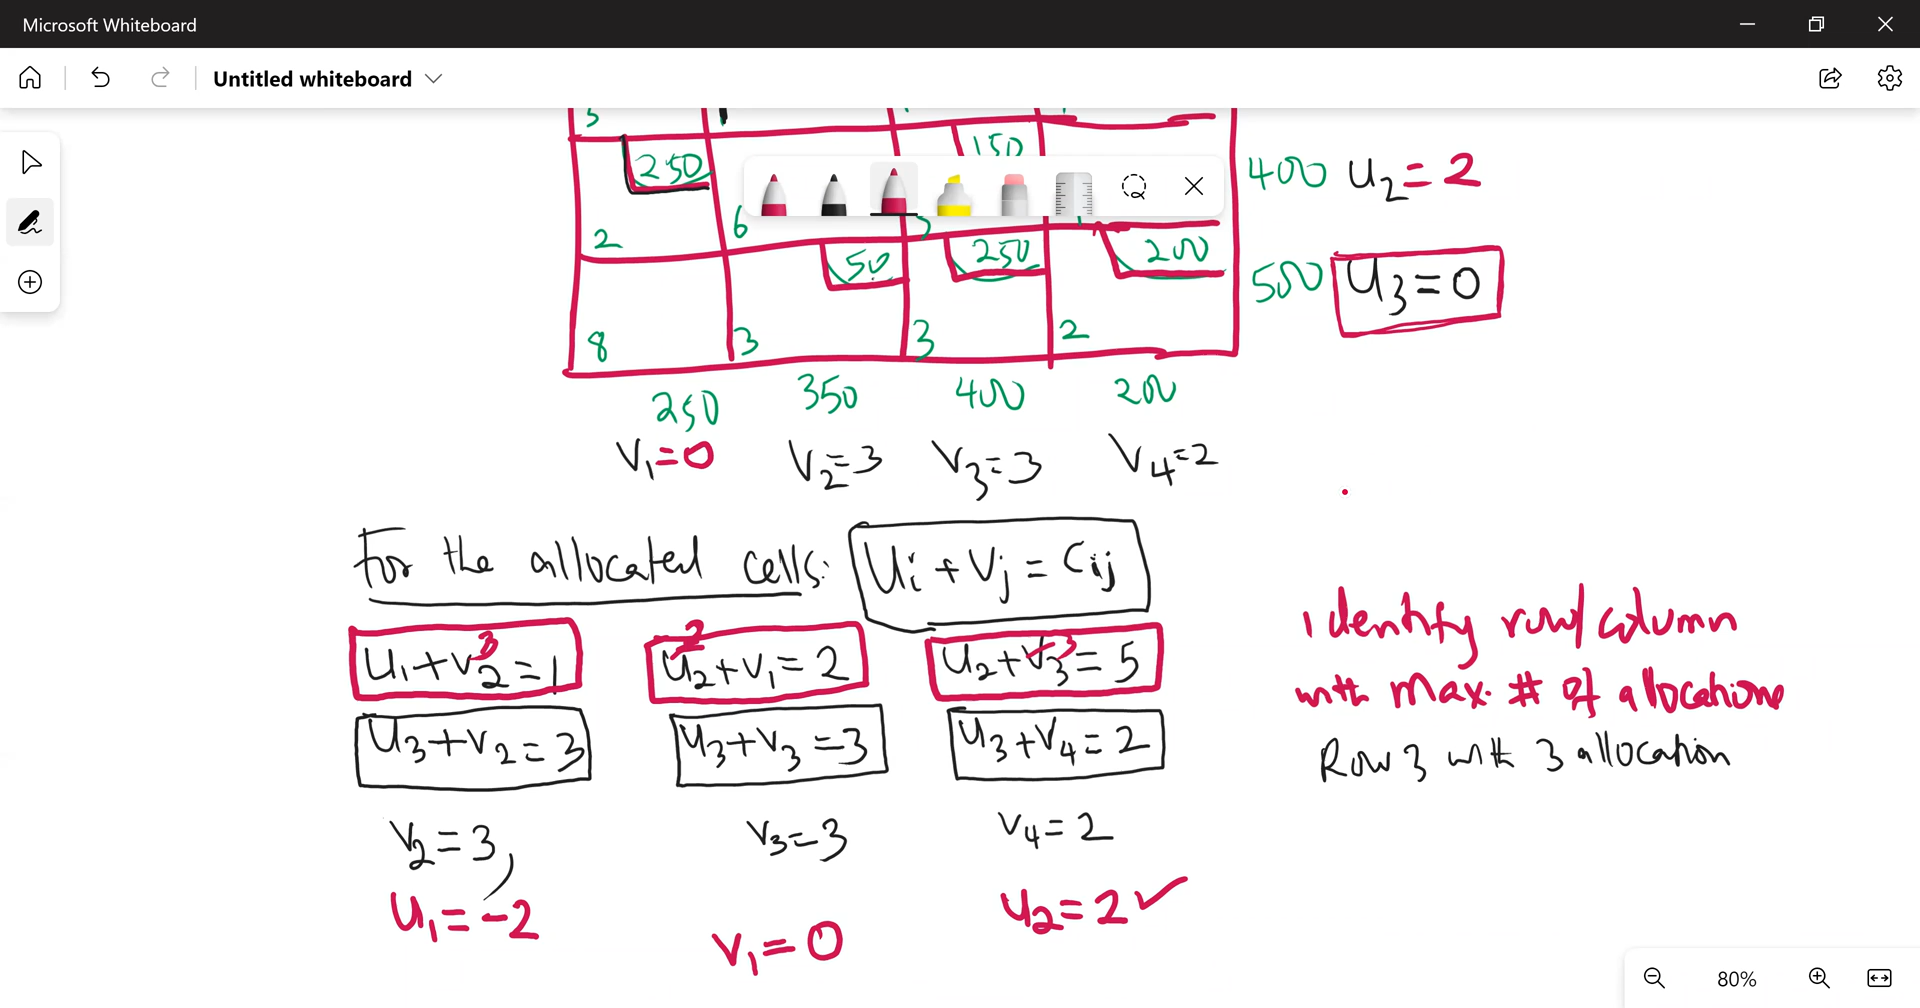 Microsoft Whiteboard
Untitled whiteboard
3
250
150
400 U2=2
2
6
50
250
200
500 U3=0
8
3
3
2
250 350 400 200
V1=0 V2=3 V3=3 V4=2
For the allocated cells: Ui+Vj=Cij
3 2 3
U1+V2=1 U2+V1=2 U2+V3=5
U3+V2=3 U3+V3=3 U3+V4=2
V2=3, V3=3 V4=2
U1=-2 V1=0 U2=2✓
identify row/column
with max. # of allocations
Row 3 with 3 allocation
80%